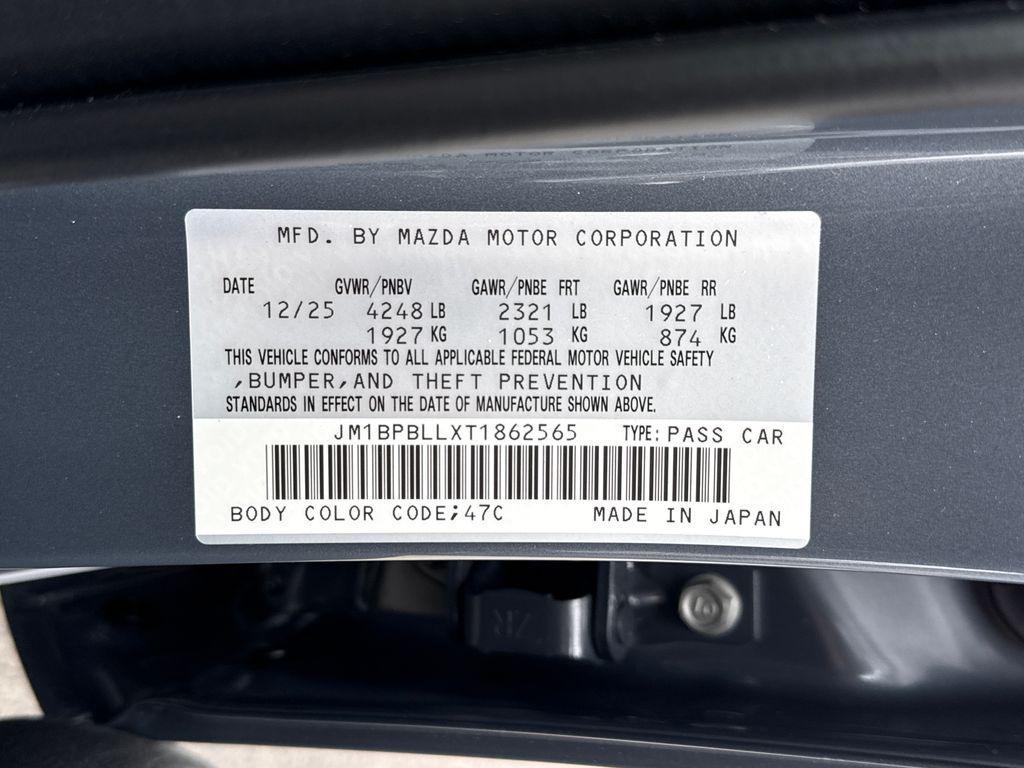 MFD. BY MAZDA MOTOR CORPORATION
DATE GVWR/PNBV GAWR/PNBE FRT GAWR/PNBE RR
12/25 4248 LB 2321 LB 1927 LB
1927 KG 1053 KG 874 KG
THIS VEHICLE CONFORMS TO ALL APPLICABLE FEDERAL MOTOR VEHICLE SAFETY
,BUMPER,AND THEFT PREVENTION
STANDARDS IN EFFECT ON THE DATE OF MANUFACTURE SHOWN ABOVE.
JM1BPBLLXT1862565 TYPE: PASS CAR
BODY COLOR CODE;47C MADE IN JAPAN